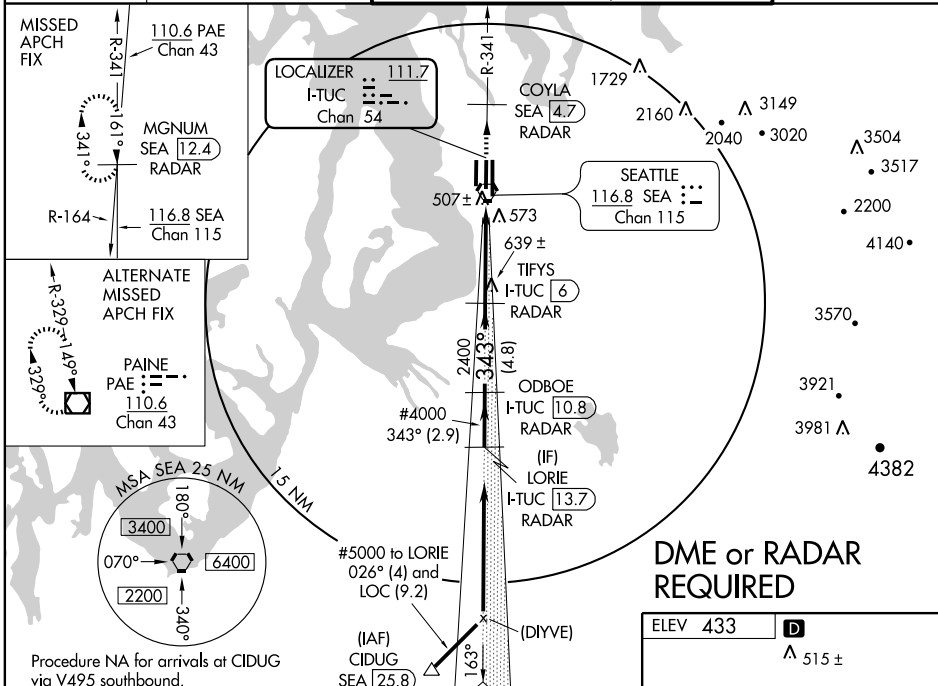 MISSED
APCH
FIX
R-341
110.6 PAE
Chan 43
341°
161°
MGNUM
SEA 12.4
RADAR
R-164
116.8 SEA
Chan 115
ALTERNATE
MISSED
APCH FIX
R-329
149°
329°
PAINE
PAE
110.6
Chan 43
LOCALIZER 111.7
I-TUC
Chan 54
R-341
COYLA
SEA 4.7
RADAR
1729
2160
2040
3149
3020
3504
3517
2200
4140
3570
3921
3981
4382
SEATTLE
116.8 SEA
Chan 115
507 ±
573
639 ±
TIFYS
I-TUC 6
RADAR
2400
343°
(4.8)
ODBOE
I-TUC 10.8
RADAR
#4000
343° (2.9)
(IF)
LORIE
I-TUC 13.7
RADAR
15 NM
MSA SEA 25 NM
180°
3400
070°
6400
2200
340°
#5000 to LORIE
026° (4) and
LOC (9.2)
(DIYVE)
(IAF)
CIDUG
SEA 25.8
163°
DME or RADAR
REQUIRED
ELEV 433 D
515 ±
Procedure NA for arrivals at CIDUG
via V495 southbound.